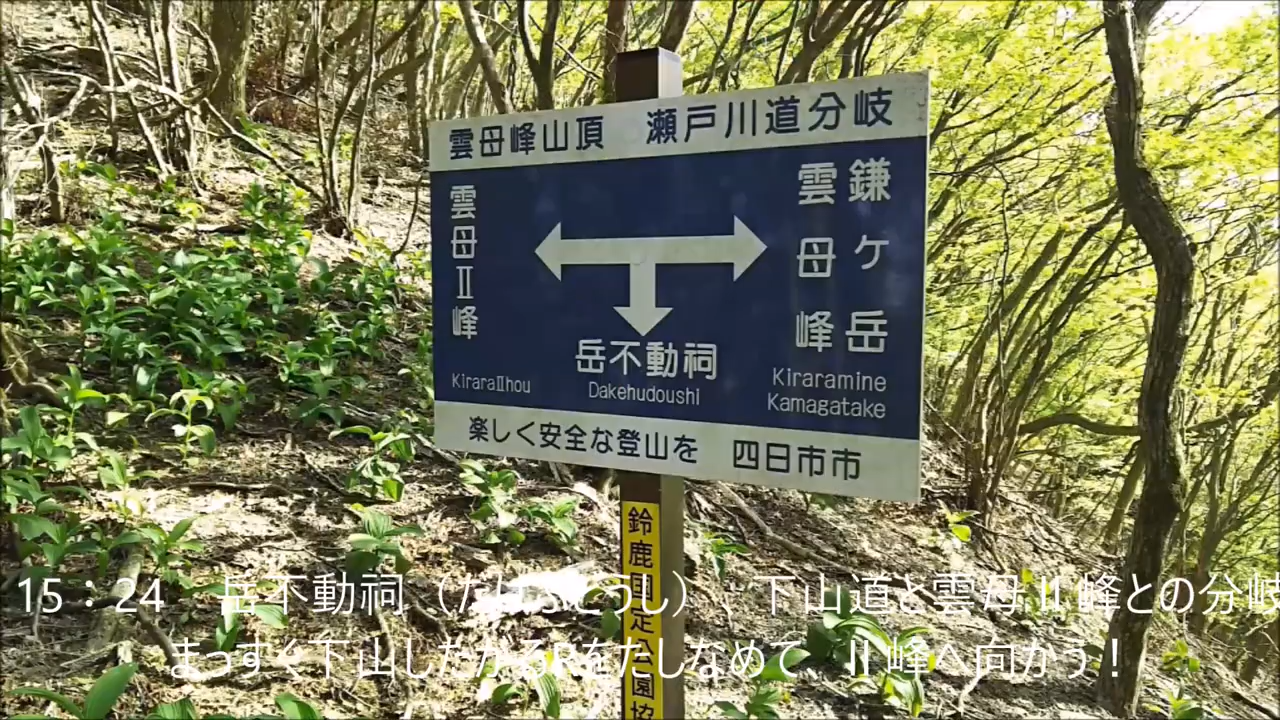 雲母峰山頂 瀬戸川道分岐
雲母Ⅱ峰
KiraraⅡhou
岳不動祠
Dakehudoushi
鎌ケ岳
雲母峰
Kiraramine
Kamagatake
楽しく安全な登山を 四日市市
鈴鹿国定公園協
15：24 岳不動祠（だけふどうし）、下山道と雲母Ⅱ峰との分岐
まっすぐ下山したがるRをたしなめて、Ⅱ峰へ向かう！